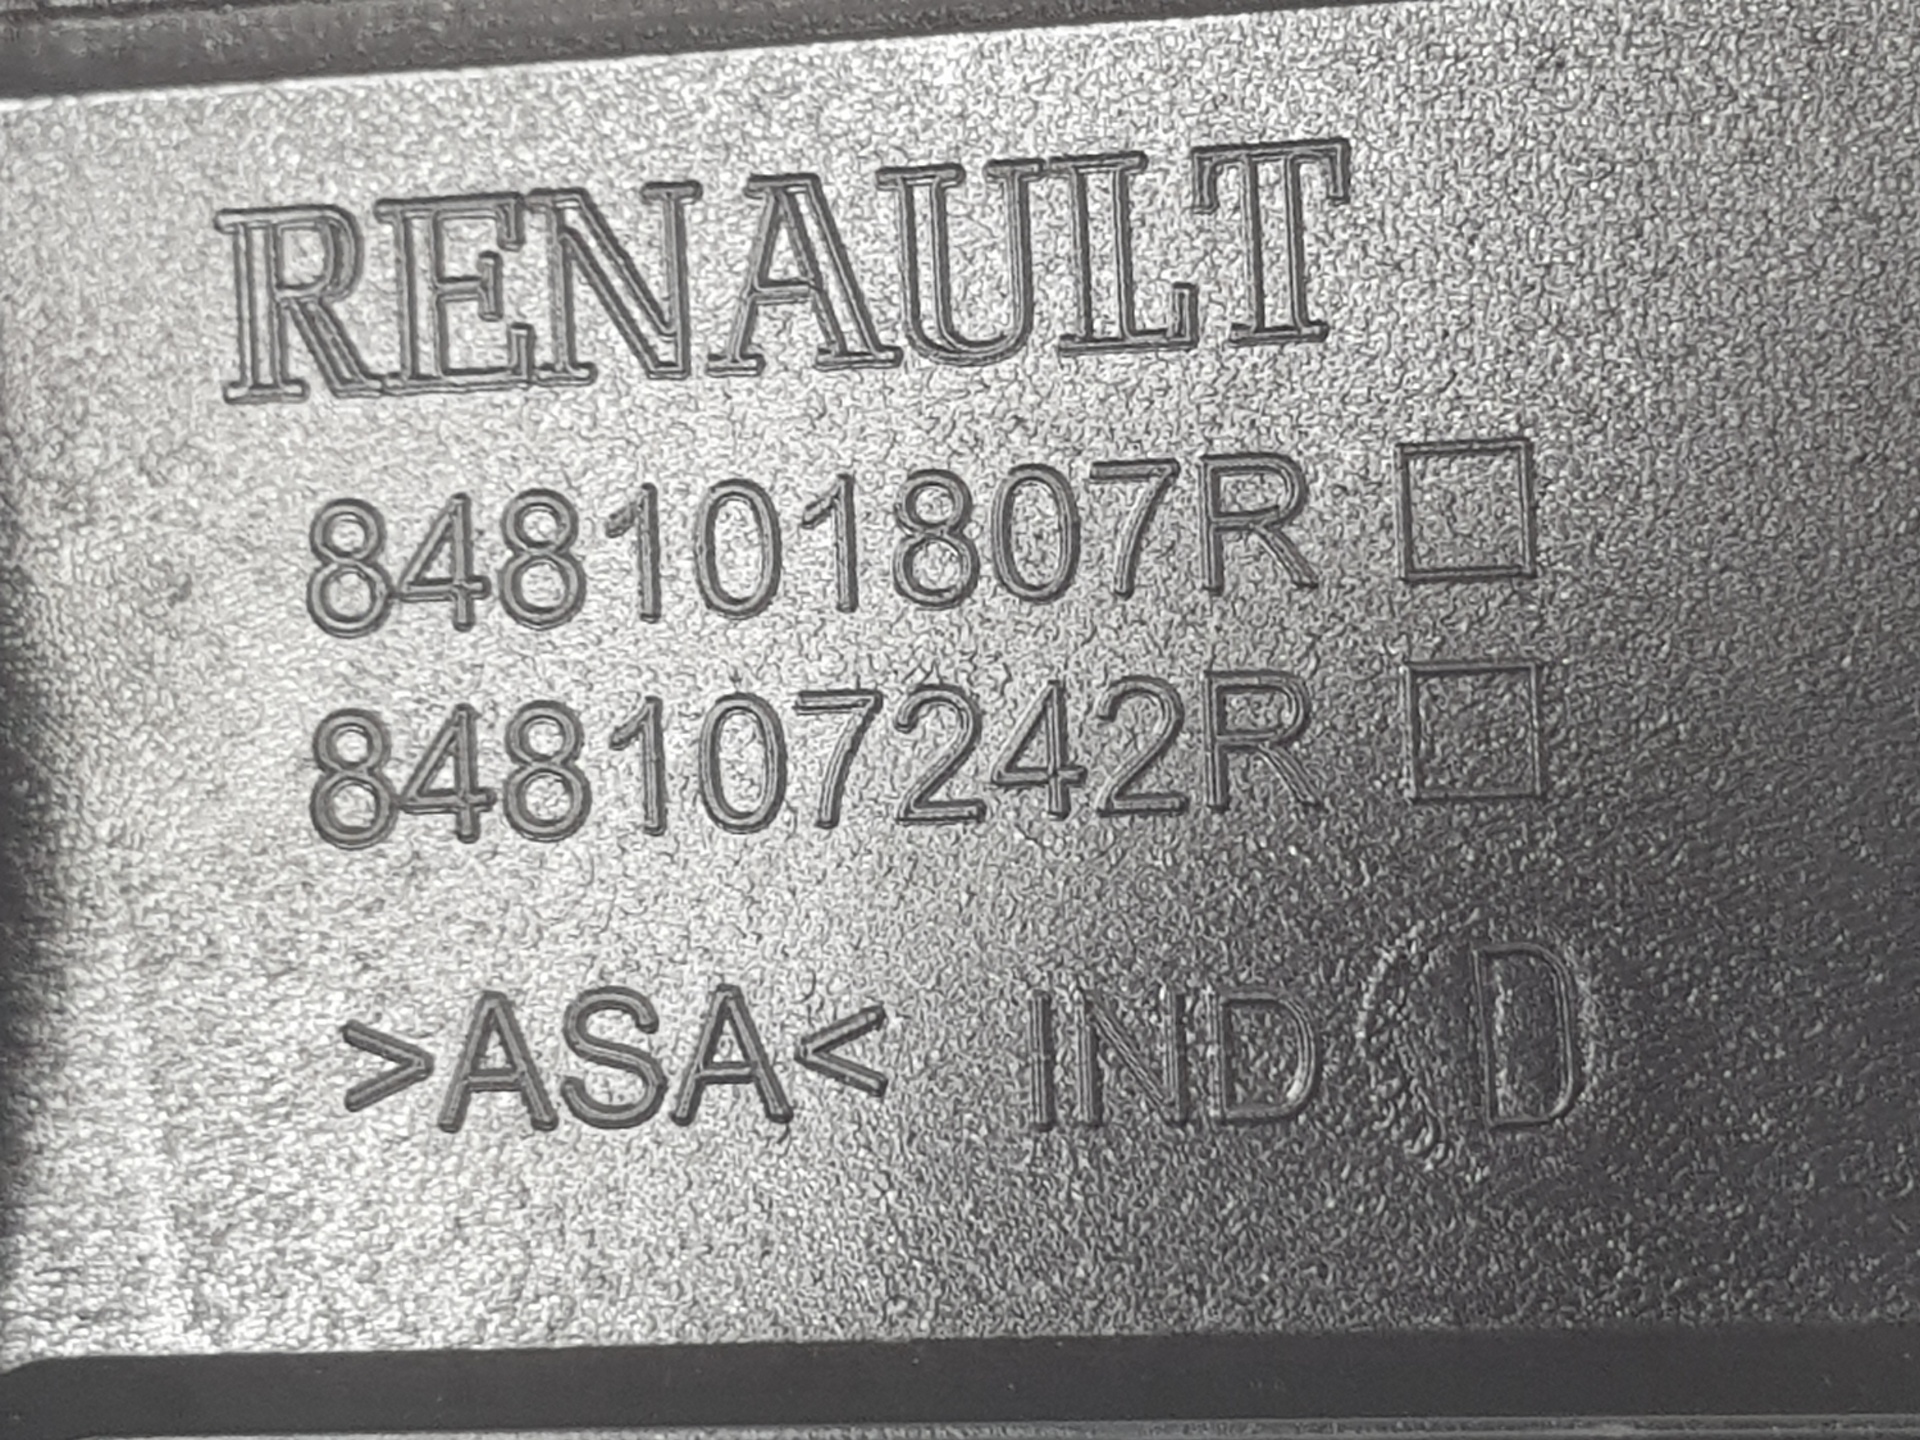 RENAULT
848101807R □
848107242R □
>ASA< IND D